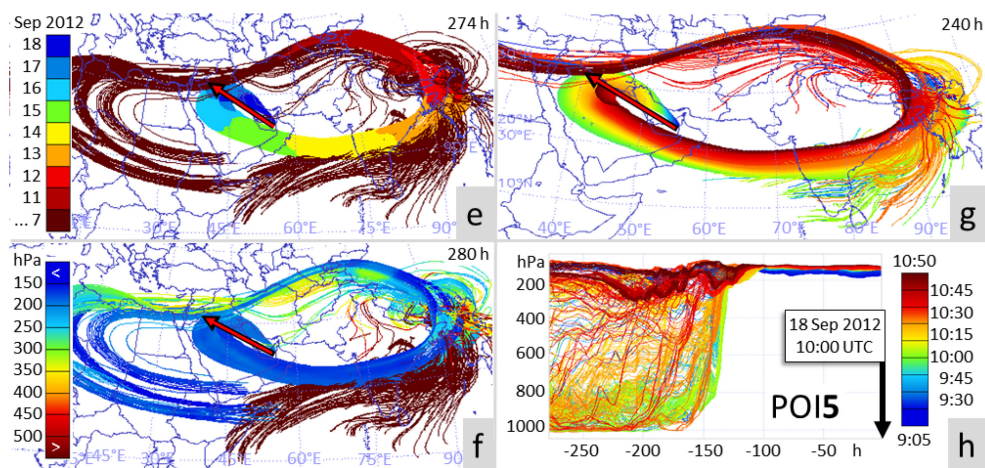 Sep 2012
274 h
18
17
16
15
14
13
12
11
... 7
45°E
60°E
75°E
90°
e
240 h
20°N
30°E
10°N
40°E
50°E
60°E
70°E
80°E
90°E
g
hPa
<
150
200
250
300
350
400
450
500
>
280 h
45°E
45°E
60°E
75°E
90°
f
hPa
200
400
600
800
1000
-250
-200
-150
-100
-50
h
18 Sep 2012
10:00 UTC
POI5
10:50
10:45
10:30
10:15
10:00
9:45
9:30
9:05
h